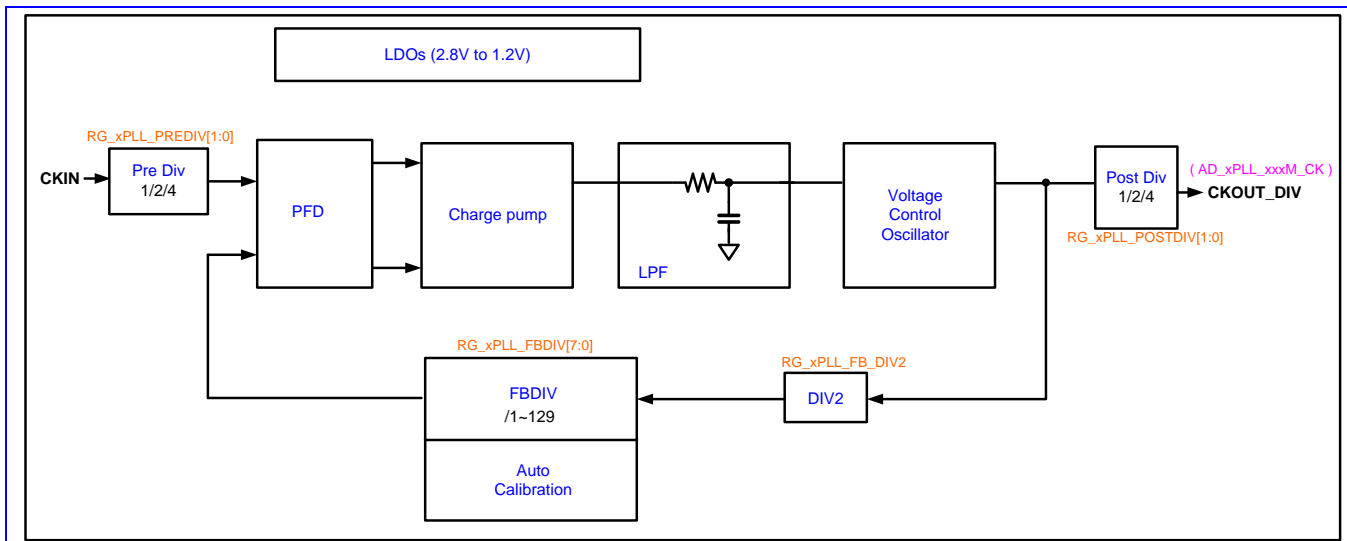 LDOs (2.8V to 1.2V)
RG_xPLL_PREDIV[1:0]
CKIN
Pre Div
1/2/4
PFD
Charge pump
LPF
Voltage
Control
Oscillator
Post Div
1/2/4
( AD_xPLL_xxxM_CK )
CKOUT_DIV
RG_xPLL_POSTDIV[1:0]
RG_xPLL_FBDIV[7:0]
FBDIV
/1~129
Auto
Calibration
RG_xPLL_FB_DIV2
DIV2